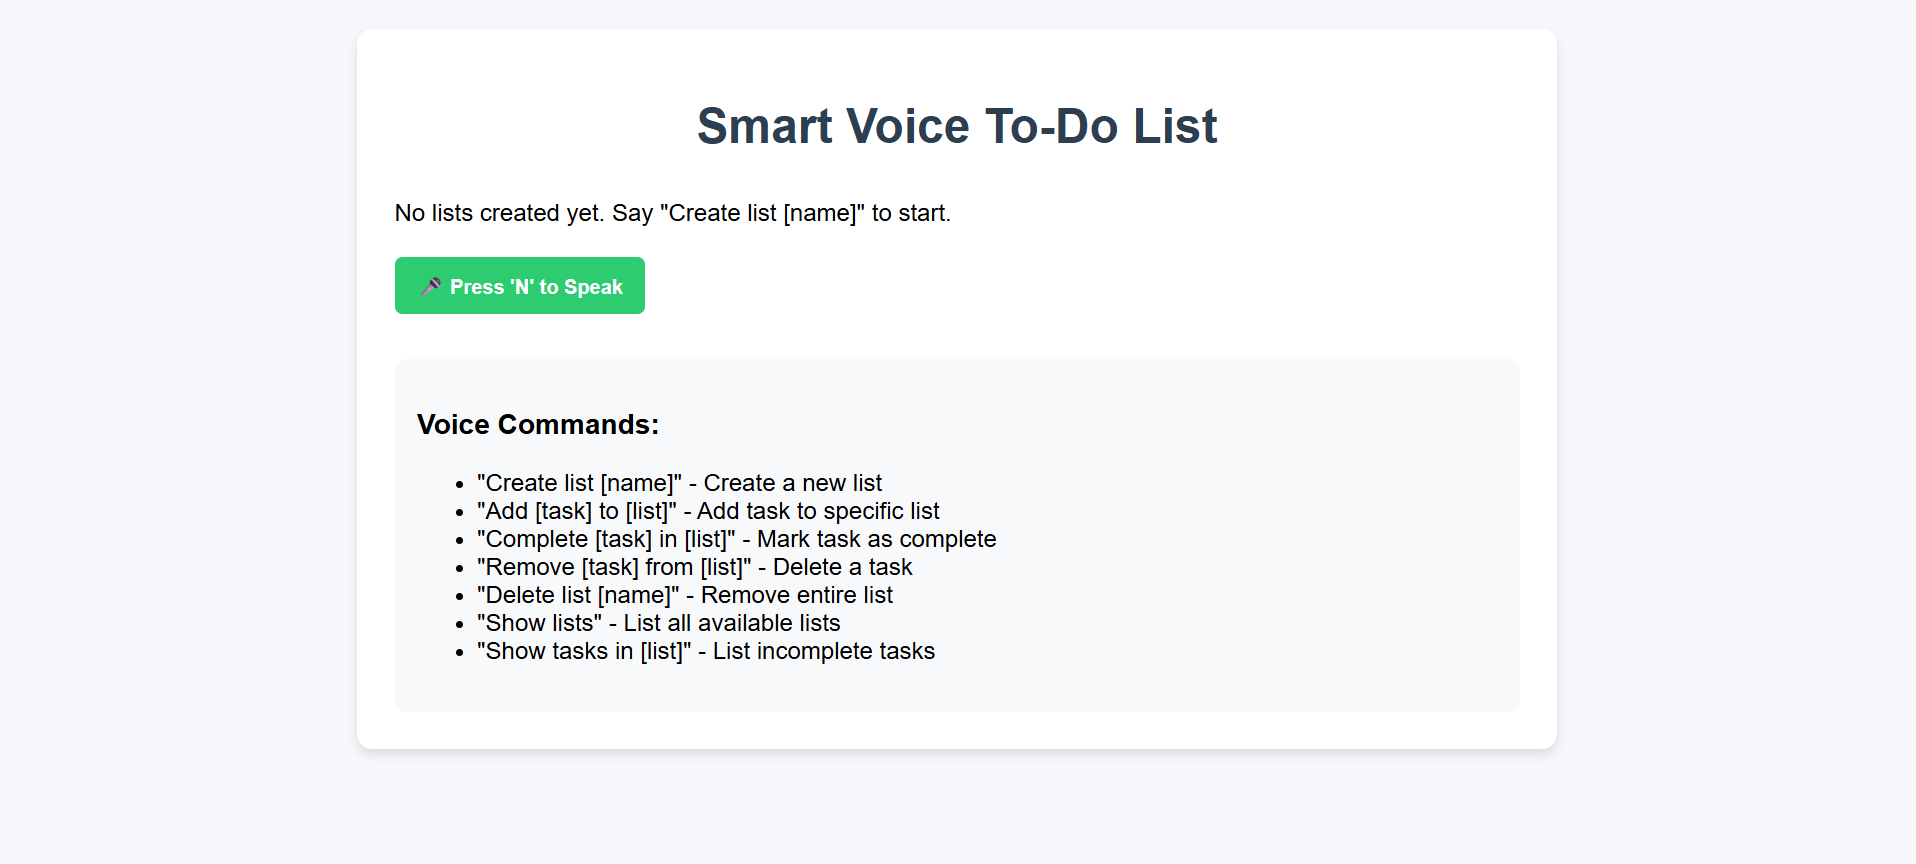 Smart Voice To-Do List
No lists created yet. Say "Create list [name]" to start.
🎤 Press 'N' to Speak
Voice Commands:
• "Create list [name]" - Create a new list
• "Add [task] to [list]" - Add task to specific list
• "Complete [task] in [list]" - Mark task as complete
• "Remove [task] from [list]" - Delete a task
• "Delete list [name]" - Remove entire list
• "Show lists" - List all available lists
• "Show tasks in [list]" - List incomplete tasks